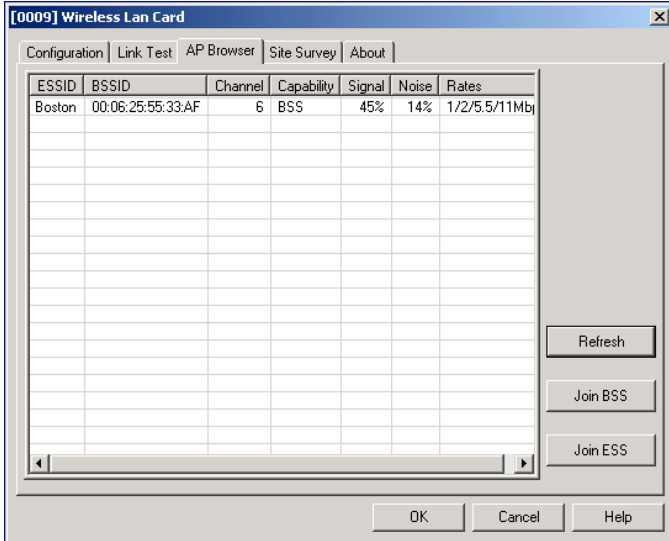 [0009] Wireless Lan Card
Configuration Link Test AP Browser Site Survey About
ESSID BSSID Channel Capability Signal Noise Rates
Boston 00:06:25:55:33:AF 6 BSS 45% 14% 1/2/5.5/11Mb
Refresh
Join BSS
Join ESS
OK Cancel Help